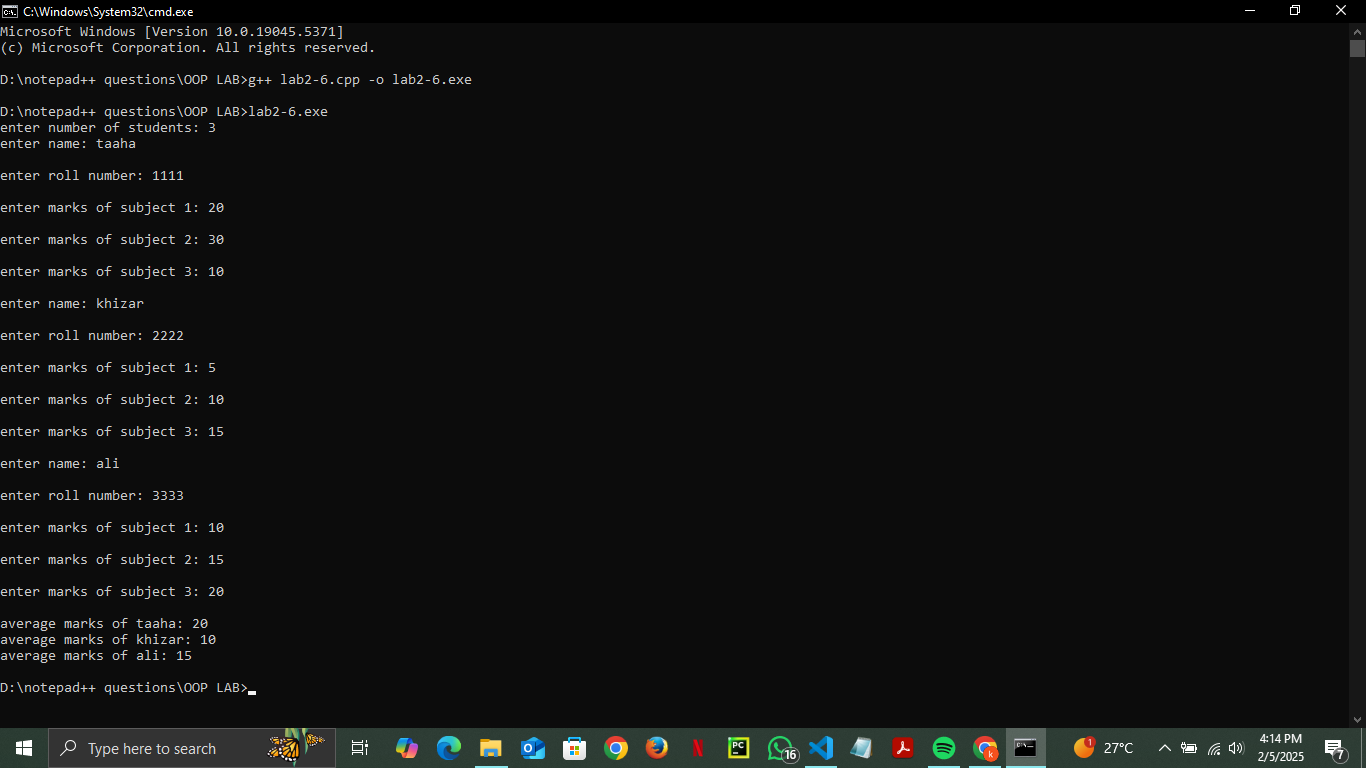 C:\Windows\System32\cmd.exe
Microsoft Windows [Version 10.0.19045.5371]
(c) Microsoft Corporation. All rights reserved.
D:\notepad++ questions\OOP LAB>g++ lab2-6.cpp -o lab2-6.exe
D:\notepad++ questions\OOP LAB>lab2-6.exe
enter number of students: 3
enter name: taaha
enter roll number: 1111
enter marks of subject 1: 20
enter marks of subject 2: 30
enter marks of subject 3: 10
enter name: khizar
enter roll number: 2222
enter marks of subject 1: 5
enter marks of subject 2: 10
enter marks of subject 3: 15
enter name: ali
enter roll number: 3333
enter marks of subject 1: 10
enter marks of subject 2: 15
enter marks of subject 3: 20
average marks of taaha: 20
average marks of khizar: 10
average marks of ali: 15
D:\notepad++ questions\OOP LAB>
Type here to search
PC
16
k
1
27°C
4:14 PM
2/5/2025
7